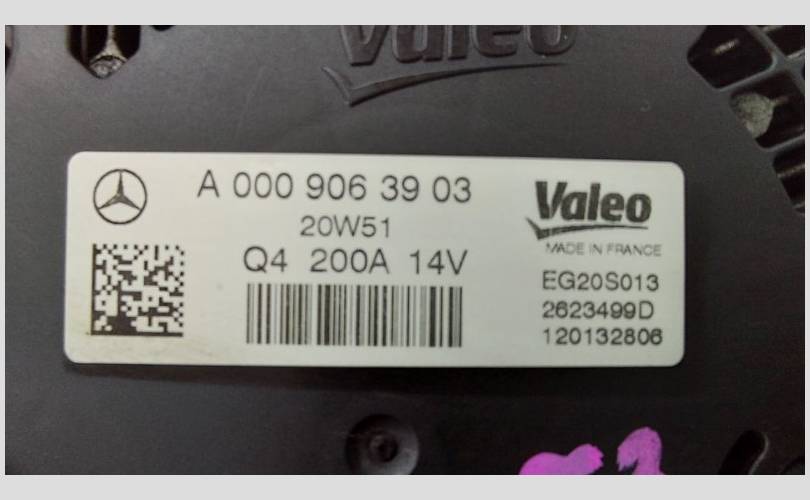 Valeo
A 000 906 39 03
20W51
Q4 200A 14V
Valeo
MADE IN FRANCE
EG20S013
2623499D
120132806